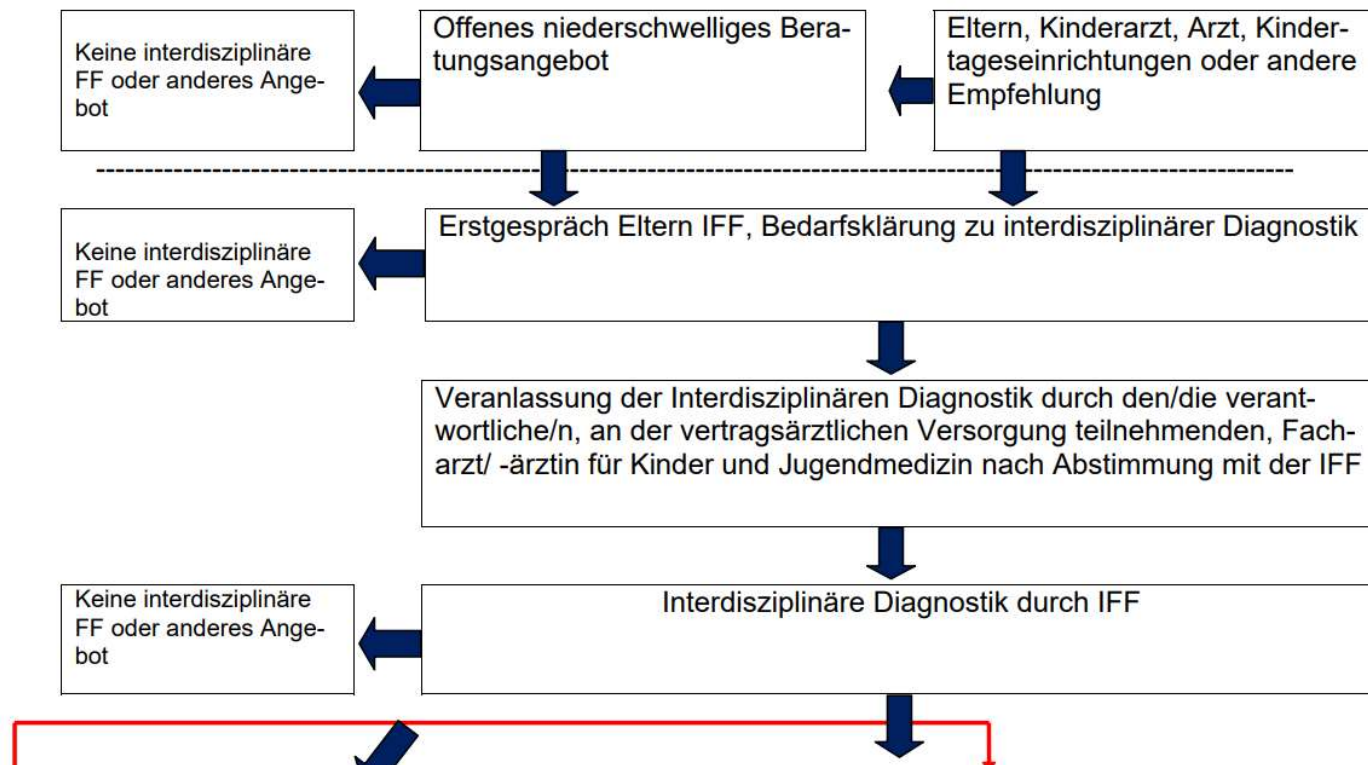 Keine interdisziplinäre
FF oder anderes Ange-
bot
Offenes niederschwelliges Bera-
tungsangebot
Eltern, Kinderarzt, Arzt, Kinder-
tageseinrichtungen oder andere
Empfehlung
Keine interdisziplinäre
FF oder anderes Ange-
bot
Erstgespräch Eltern IFF, Bedarfsklärung zu interdisziplinärer Diagnostik
Veranlassung der Interdisziplinären Diagnostik durch den/die verant-
wortliche/n, an der vertragsärztlichen Versorgung teilnehmenden, Fach-
arzt/ -ärztin für Kinder und Jugendmedizin nach Abstimmung mit der IFF
Keine interdisziplinäre
FF oder anderes Ange-
bot
Interdisziplinäre Diagnostik durch IFF